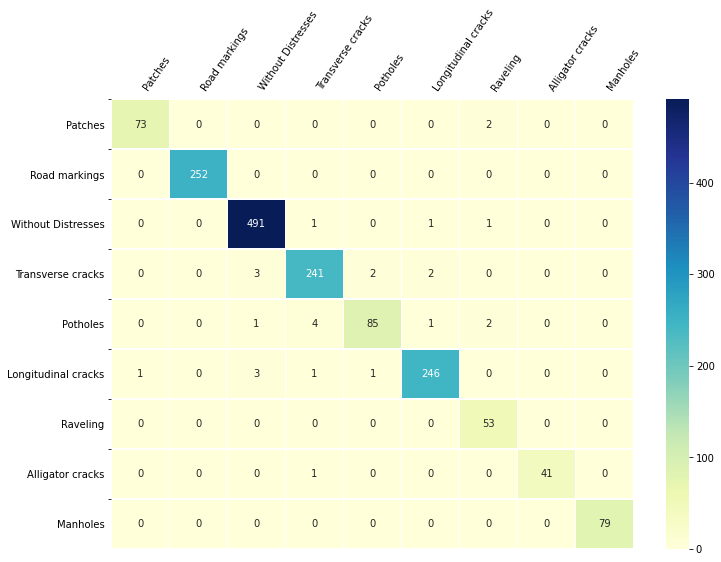 Patches Road markings Without Distresses Transverse cracks Potholes Longitudinal cracks Raveling Alligator cracks Manholes
Patches 73 0 0 0 0 0 2 0 0
Road markings 0 252 0 0 0 0 0 0 0
Without Distresses 0 0 491 1 0 1 1 0 0
Transverse cracks 0 0 3 241 2 2 0 0 0
Potholes 0 0 1 4 85 1 2 0 0
Longitudinal cracks 1 0 3 1 1 246 0 0 0
Raveling 0 0 0 0 0 0 53 0 0
Alligator cracks 0 0 0 1 0 0 0 41 0
Manholes 0 0 0 0 0 0 0 0 79
400
300
200
100
0